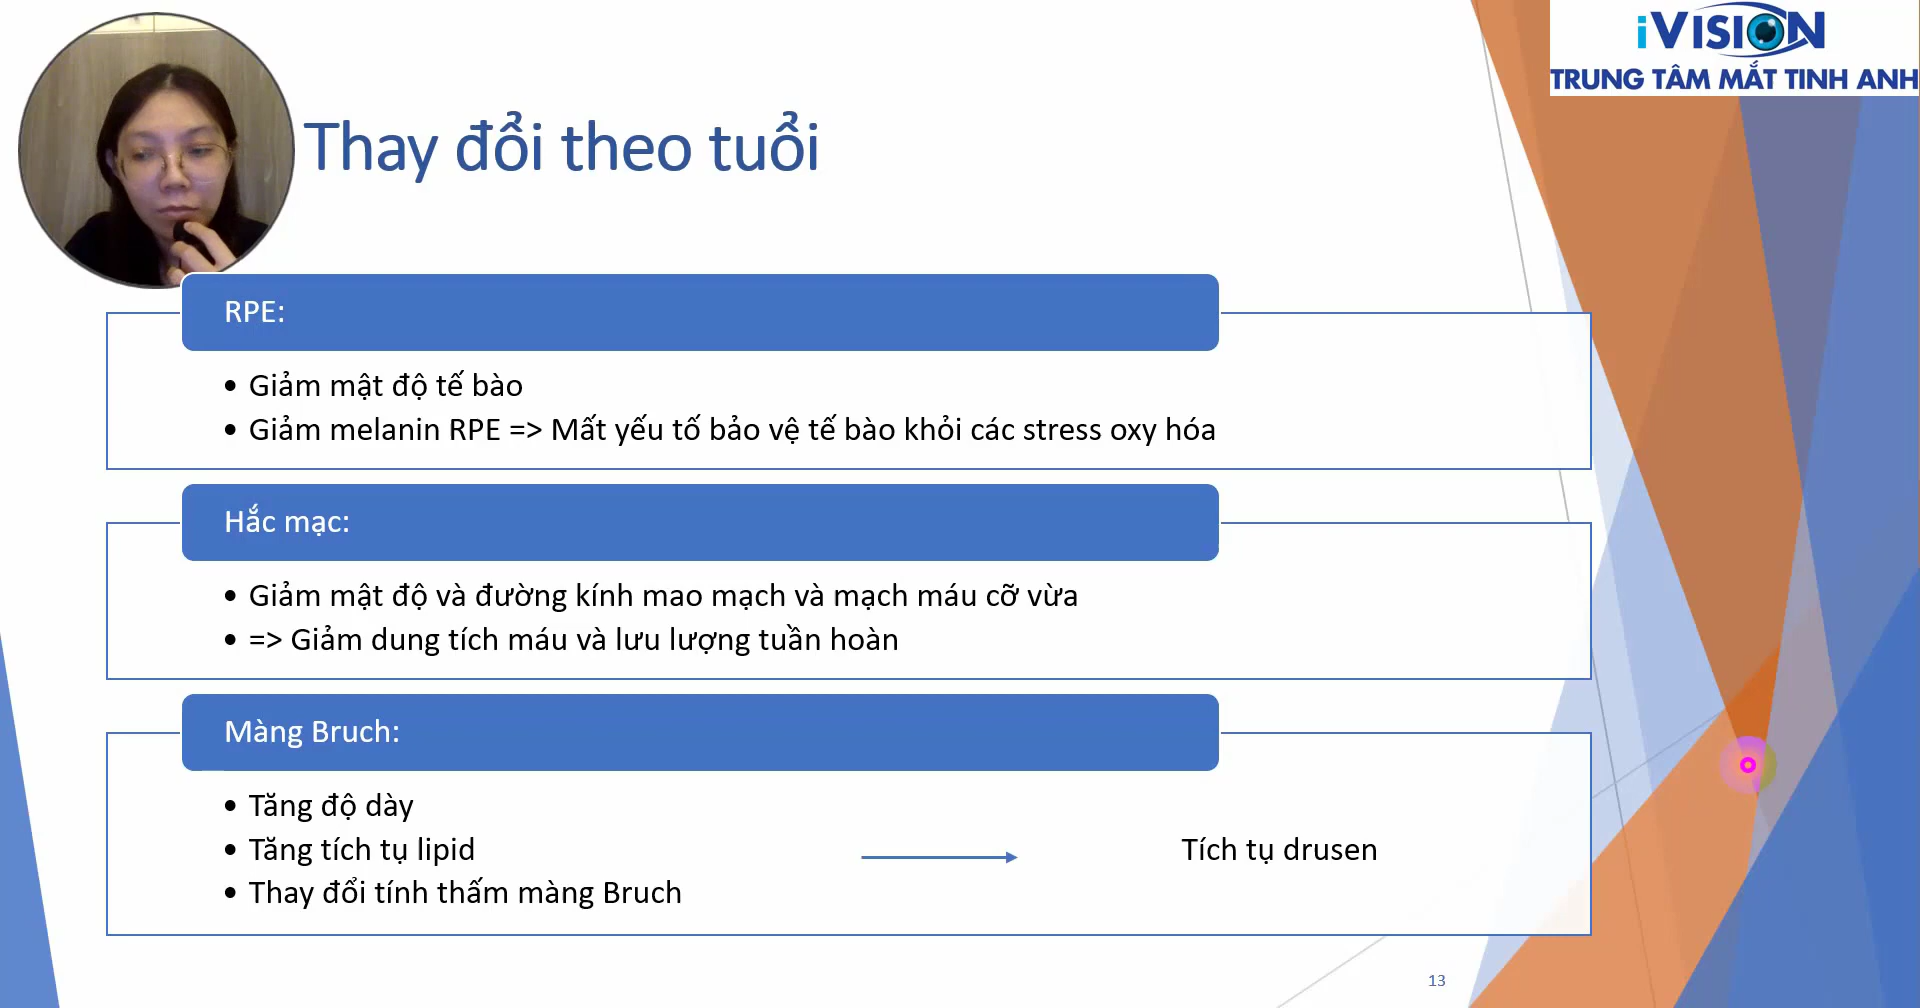 iVISION
TRUNG TÂM MẮT TINH ANH
Thay đổi theo tuổi
RPE:
• Giảm mật độ tế bào
• Giảm melanin RPE => Mất yếu tố bảo vệ tế bào khỏi các stress oxy hóa
Hắc mạc:
• Giảm mật độ và đường kính mao mạch và mạch máu cỡ vừa
• => Giảm dung tích máu và lưu lượng tuần hoàn
Màng Bruch:
• Tăng độ dày
• Tăng tích tụ lipid
• Thay đổi tính thấm màng Bruch
Tích tụ drusen
13